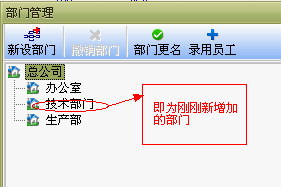 部门管理
新设部门 撤销部门 部门更名 录用员工
总公司
办公室
技术部门
生产部
即为刚刚新增加
的部门